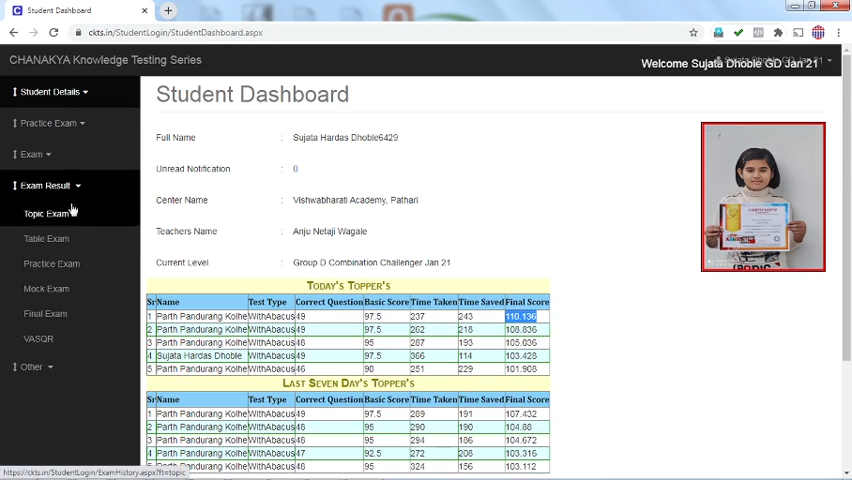 Student Dashboard
ckts.in/StudentLogin/StudentDashboard.aspx
CHANAKYA Knowledge Testing Series
Welcome Sujata Dhoble GD Jan 21
Student Details
Practice Exam
Exam
Exam Result
Topic Exam
Table Exam
Practice Exam
Mock Exam
Final Exam
VASQR
Other
Student Dashboard
Full Name : Sujata Hardas Dhoble6429
Unread Notification : 0
Center Name : Vishwabharati Academy, Pathari
Teachers Name : Anju Netaji Wagale
Current Level : Group D Combination Challenger Jan 21
Today's Topper's
Sr Name Test Type Correct Question Basic Score Time Taken Time Saved Final Score
1 Parth Pandurang Kolhe WithAbacus 49 97.5 237 243 110.136
2 Parth Pandurang Kolhe WithAbacus 49 97.5 262 218 108.836
3 Parth Pandurang Kolhe WithAbacus 48 95 287 193 105.036
4 Sujata Hardas Dhoble WithAbacus 49 97.5 366 114 103.428
5 Parth Pandurang Kolhe WithAbacus 46 90 251 229 101.908
Last Seven Day's Topper's
Sr Name Test Type Correct Question Basic Score Time Taken Time Saved Final Score
1 Parth Pandurang Kolhe WithAbacus 49 97.5 289 191 107.432
2 Parth Pandurang Kolhe WithAbacus 48 95 290 190 104.88
3 Parth Pandurang Kolhe WithAbacus 48 95 294 186 104.672
4 Parth Pandurang Kolhe WithAbacus 47 92.5 272 208 103.316
5 Parth Pandurang Kolhe WithAbacus 48 95 324 156 103.112
https://ckts.in/StudentLogin/ExamHistory.aspx?ft=topic